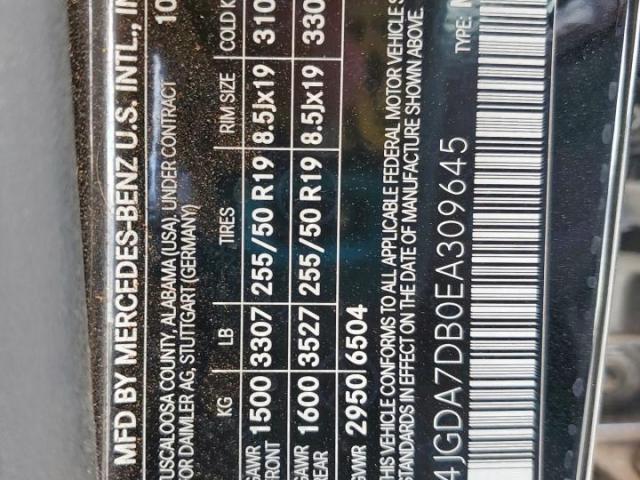 MFD BY MERCEDES-BENZ U.S. INTL., IN
TUSCALOOSA COUNTY, ALABAMA (USA), UNDER CONTRACT 10
FOR DAIMLER AG, STUTTGART (GERMANY)
KG LB TIRES RIM SIZE COLD K
GAWR 1500 3307 255/50 R19 8.5Jx19 310
FRONT
GAWR 1600 3527 255/50 R19 8.5Jx19 330
REAR
GVWR 2950 6504
THIS VEHICLE CONFORMS TO ALL APPLICABLE FEDERAL MOTOR VEHICLE S
STANDARDS IN EFFECT ON THE DATE OF MANUFACTURE SHOWN ABOVE.
4JGDA7DB0EA309645 TYPE: M